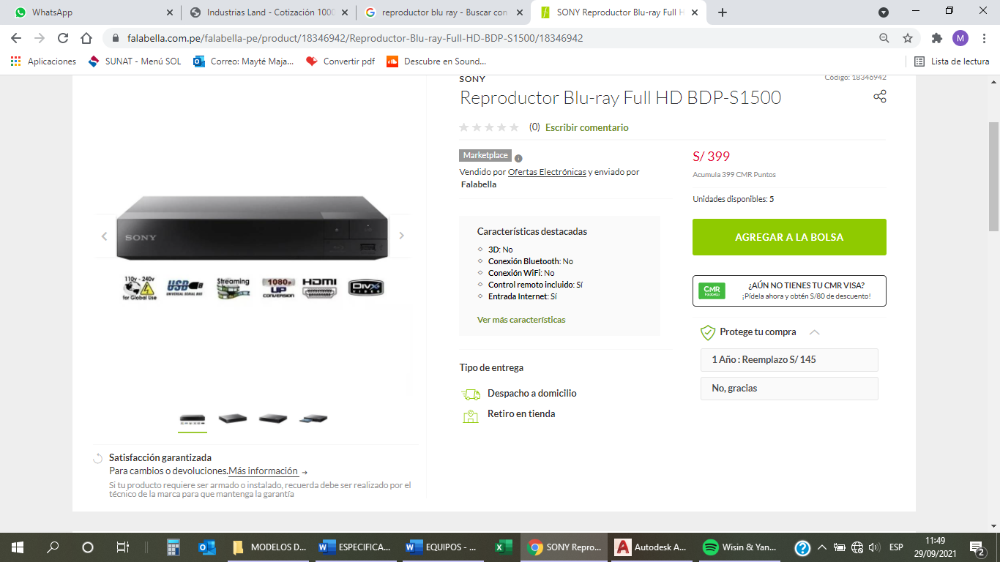 WhatsApp
Industrias Land - Cotización 1000
reproductor blu ray - Buscar con
SONY Reproductor Blu-ray Full H
falabella.com.pe/falabella-pe/product/18346942/Reproductor-Blu-ray-Full-HD-BDP-S1500/18346942
M
Aplicaciones
SUNAT - Menú SOL
Correo: Mayté Maja...
Convertir pdf
Descubre en Sound...
Lista de lectura
SONY
Código: 18346942
Reproductor Blu-ray Full HD BDP-S1500
(0) Escribir comentario
Marketplace
Vendido por Ofertas Electrónicas y enviado por
Falabella
S/ 399
Acumula 399 CMR Puntos
Unidades disponibles: 5
AGREGAR A LA BOLSA
Características destacadas
3D: No
Conexión Bluetooth: No
Conexión WiFi: No
Control remoto incluido: Sí
Entrada Internet: Sí
Ver más características
CMR
Falabella
¿AÚN NO TIENES TU CMR VISA?
¡Pídela ahora y obtén S/80 de descuento!
Protege tu compra
1 Año : Reemplazo S/ 145
No, gracias
Tipo de entrega
Despacho a domicilio
Retiro en tienda
SONY
110v - 240v
for Global Use
USB
UNIVERSAL SERIAL BUS
Streaming
1080p
UP
CONVERSION
HDMI
DIVX
VIDEO
Satisfacción garantizada
Para cambios o devoluciones.Más información →
Si tu producto requiere ser armado o instalado, recuerda debe ser realizado por el
técnico de la marca para que mantenga la garantía
MODELOS D...
ESPECIFICA...
EQUIPOS - ...
SONY Repro...
Autodesk A...
Wisin & Yan...
ESP
11:49
29/09/2021
2